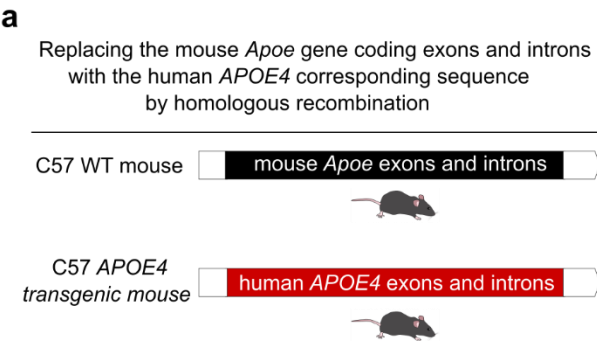 a
Replacing the mouse Apoe gene coding exons and introns
with the human APOE4 corresponding sequence
by homologous recombination
C57 WT mouse
mouse Apoe exons and introns
C57 APOE4
transgenic mouse
human APOE4 exons and introns